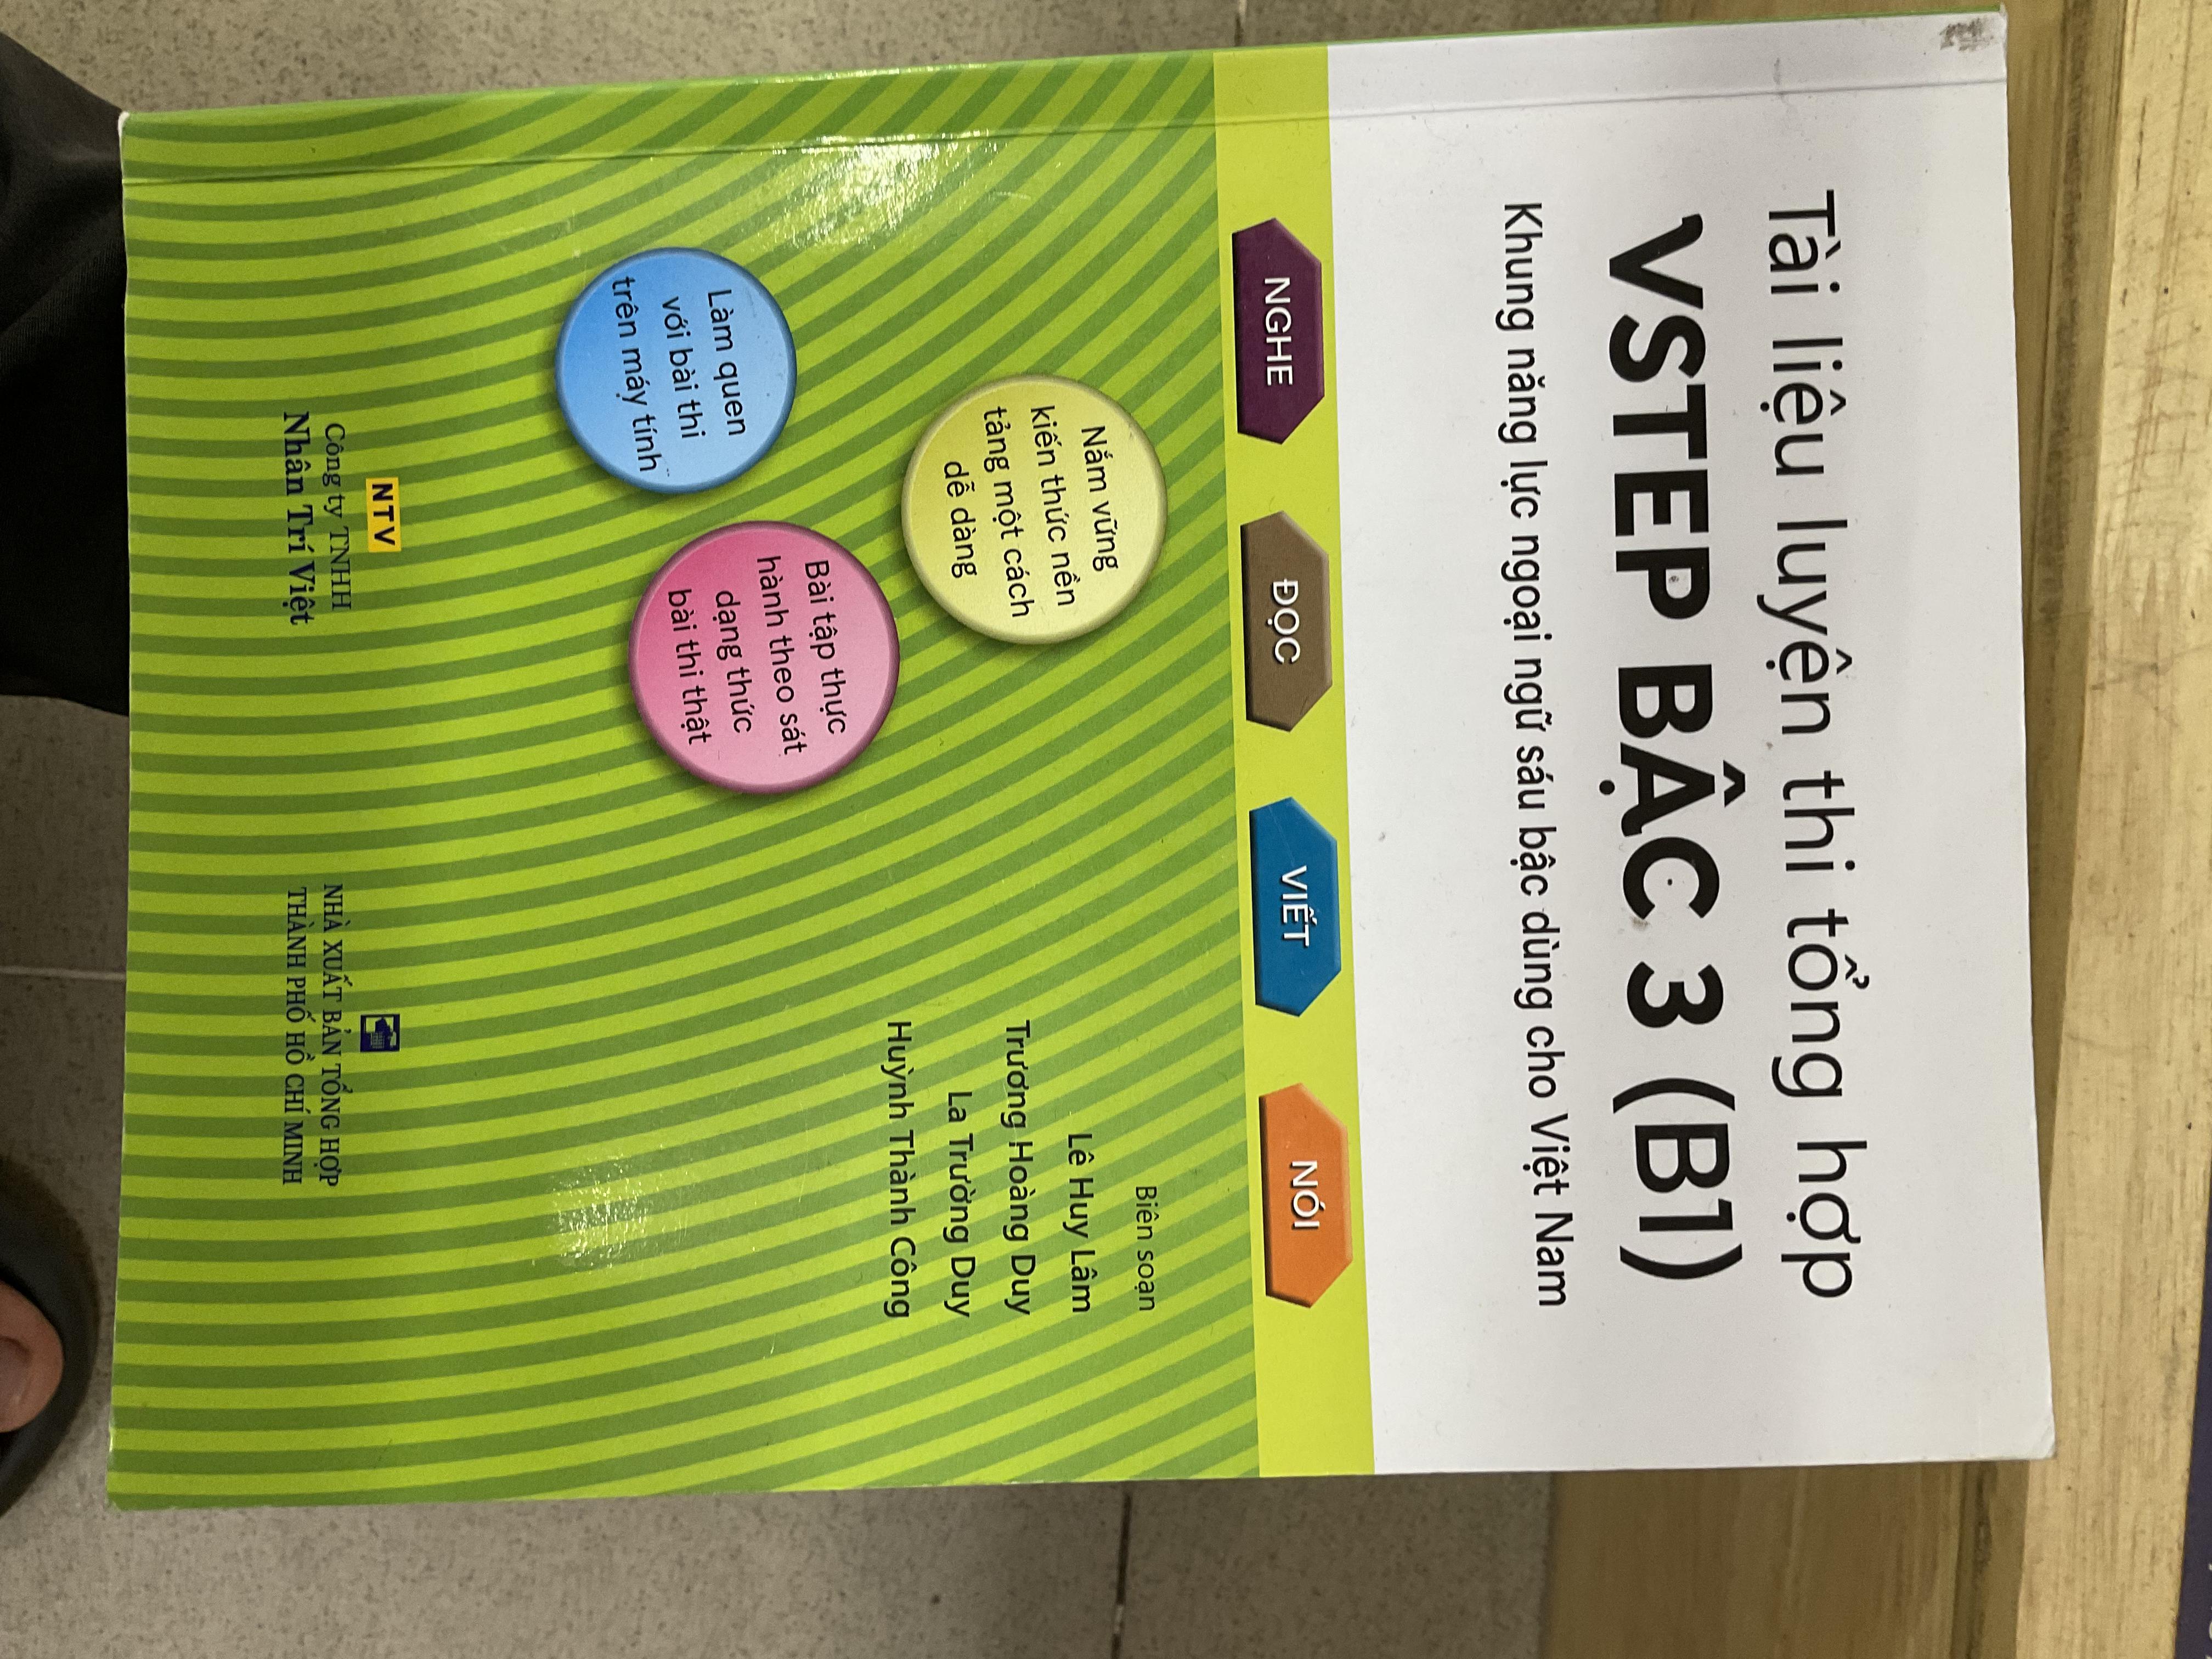 Tài liệu luyện thi tổng hợp
VSTEP BẬC 3 (B1)
Khung năng lực ngoại ngữ sáu bậc dùng cho Việt Nam
NGHE
ĐỌC
VIẾT
NÓI
Nắm vững
kiến thức nền
tảng một cách
dễ dàng
Bài tập thực
hành theo sát
dạng thức
bài thi thật
Làm quen
với bài thi
trên máy tính
Biên soạn
Lê Huy Lâm
Trương Hoàng Duy
La Trường Duy
Huỳnh Thành Công
NTV
Công ty TNHH
Nhân Trí Việt
NHÀ XUẤT BẢN TỔNG HỢP
THÀNH PHỐ HỒ CHÍ MINH